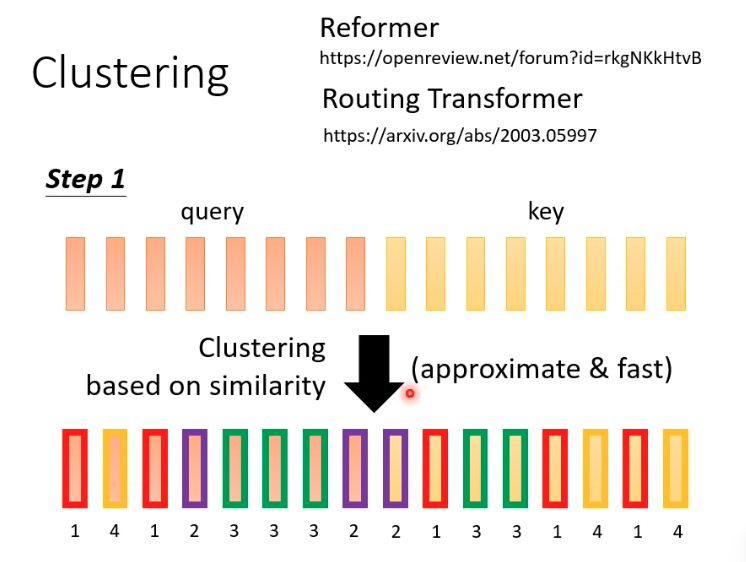 Clustering
Reformer
https://openreview.net/forum?id=rkgNKkHtvB
Routing Transformer
https://arxiv.org/abs/2003.05997
Step 1
query key
Clustering
based on similarity
(approximate & fast)
1 4 1 2 3 3 3 2 2 1 3 3 1 4 1 4